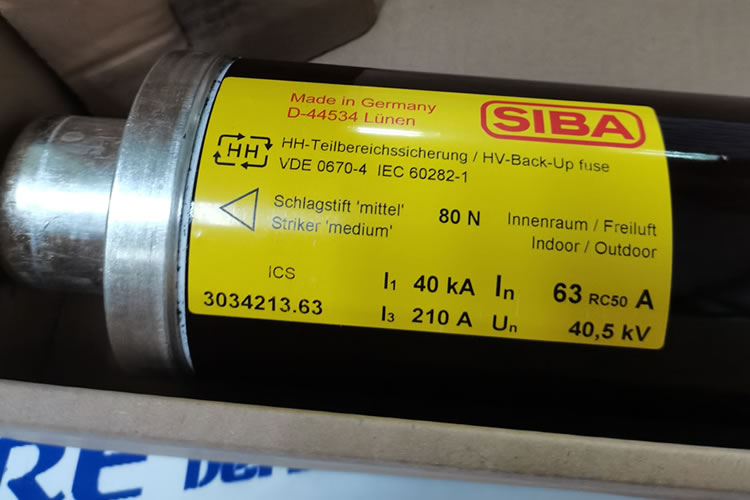 Made in Germany
D-44534 Lünen
SIBA
HH
HH-Teilbereichssicherung / HV-Back-Up fuse
VDE 0670-4 IEC 60282-1
Schlagstift 'mittel'
Striker 'medium'
80 N
Innenraum / Freiluft
Indoor / Outdoor
ICS
3034213.63
I1 40 kA In 63 RC50 A
I3 210 A Un 40,5 kV